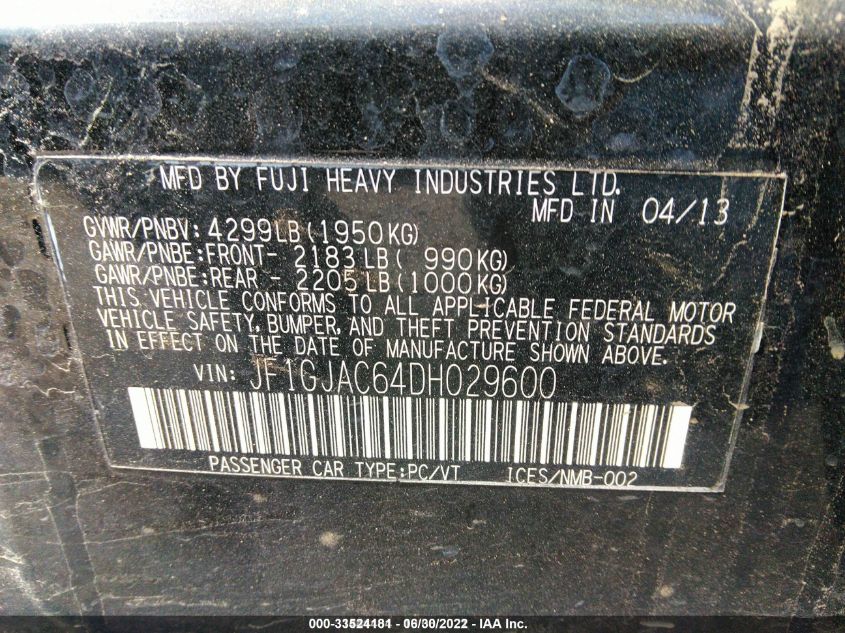 MFD BY FUJI HEAVY INDUSTRIES LTD.
MFD IN 04/13
GVWR/PNBV: 4299LB(1950KG)
GAWR/PNBE:FRONT- 2183LB( 990KG)
GAWR/PNBE:REAR - 2205LB(1000KG)
THIS VEHICLE CONFORMS TO ALL APPLICABLE FEDERAL MOTOR
VEHICLE SAFETY, BUMPER, AND THEFT PREVENTION STANDARDS
IN EFFECT ON THE DATE OF MANUFACTURE SHOWN ABOVE.
VIN: JF1GJAC64DH029600
PASSENGER CAR TYPE:PC/VT ICES/NMB-002
000-33524181 - 06/30/2022 - IAA Inc.